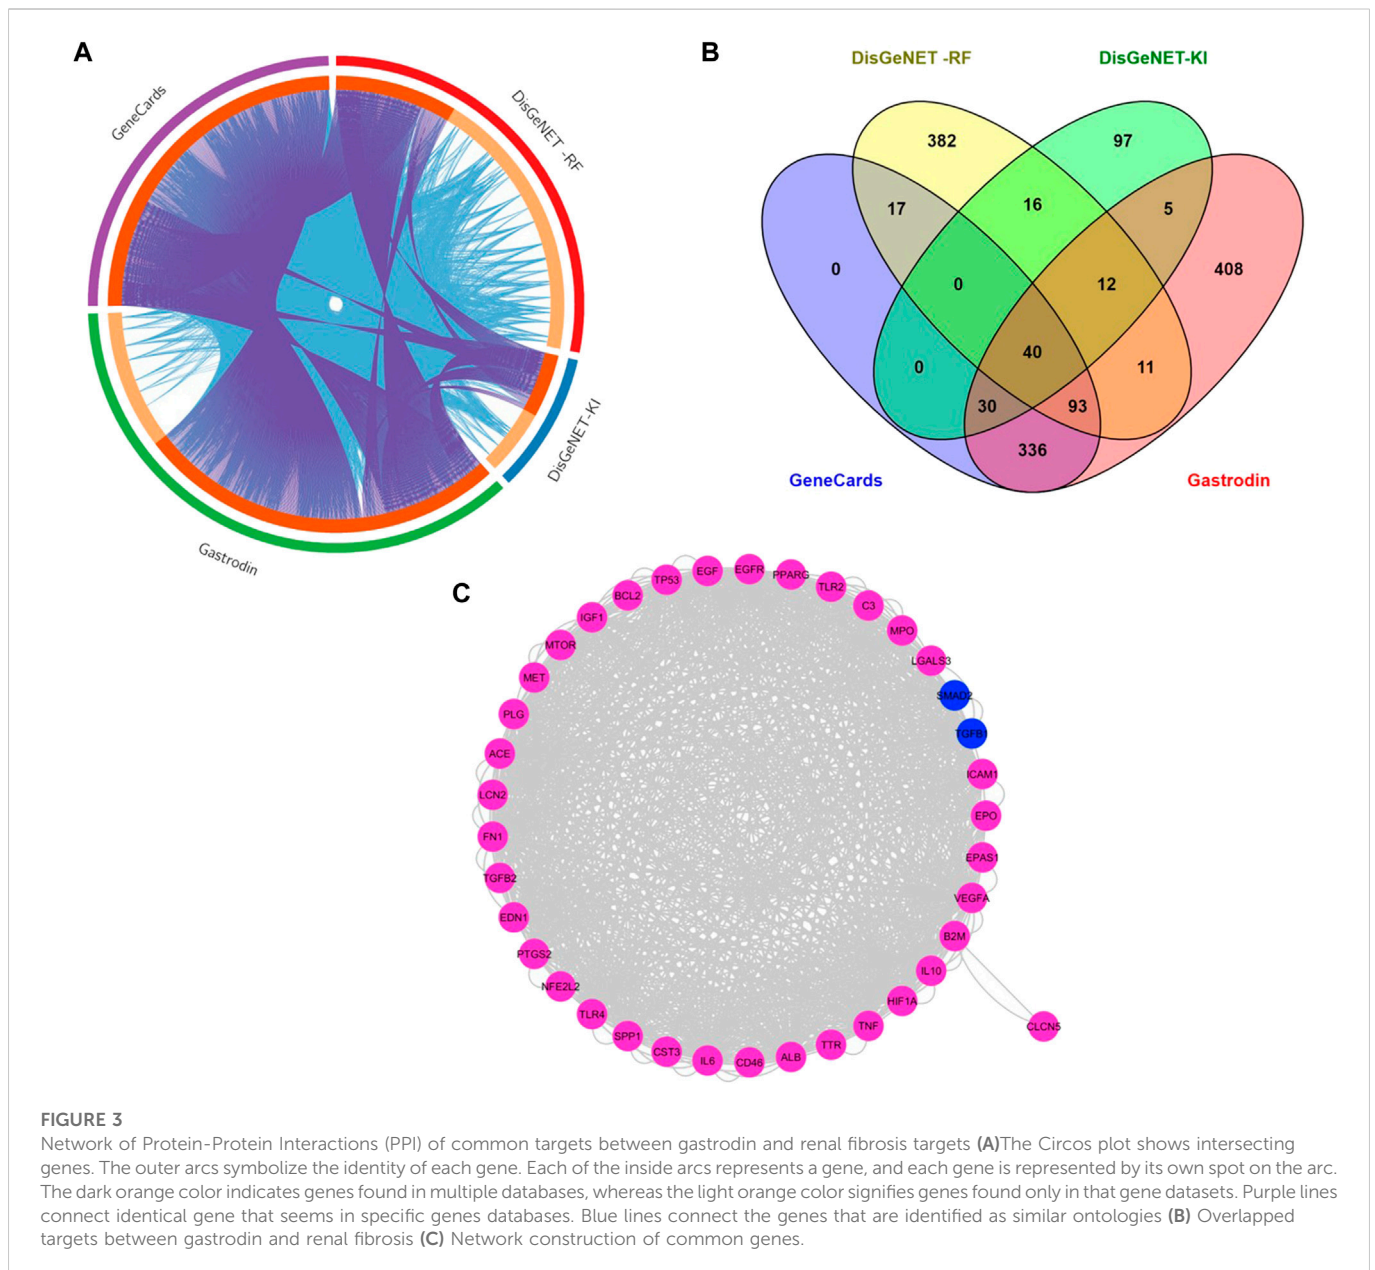 A
GeneCards
DisGeNET -RF
DisGeNET-KI
Gastrodin
B
DisGeNET -RF
DisGeNET-KI
382
97
17
16
5
0
0
12
408
0
40
11
30
93
336
GeneCards
Gastrodin
C
EGF
EGFR
PPARG
TLR2
C3
MPO
LGALS3
SMAD2
TGFB1
ICAM1
EPO
EPAS1
VEGFA
B2M
IL10
HIF1A
TNF
TTR
ALB
CD46
IL6
CST3
SPP1
TLR4
NFE2L2
PTGS2
EDN1
TGFB2
FN1
LCN2
ACE
PLG
MET
MTOR
IGF1
BCL2
TP53
CLCN5
FIGURE 3
Network of Protein-Protein Interactions (PPI) of common targets between gastrodin and renal fibrosis targets (A)The Circos plot shows intersecting
genes. The outer arcs symbolize the identity of each gene. Each of the inside arcs represents a gene, and each gene is represented by its own spot on the arc.
The dark orange color indicates genes found in multiple databases, whereas the light orange color signifies genes found only in that gene datasets. Purple lines
connect identical gene that seems in specific genes databases. Blue lines connect the genes that are identified as similar ontologies (B) Overlapped
targets between gastrodin and renal fibrosis (C) Network construction of common genes.